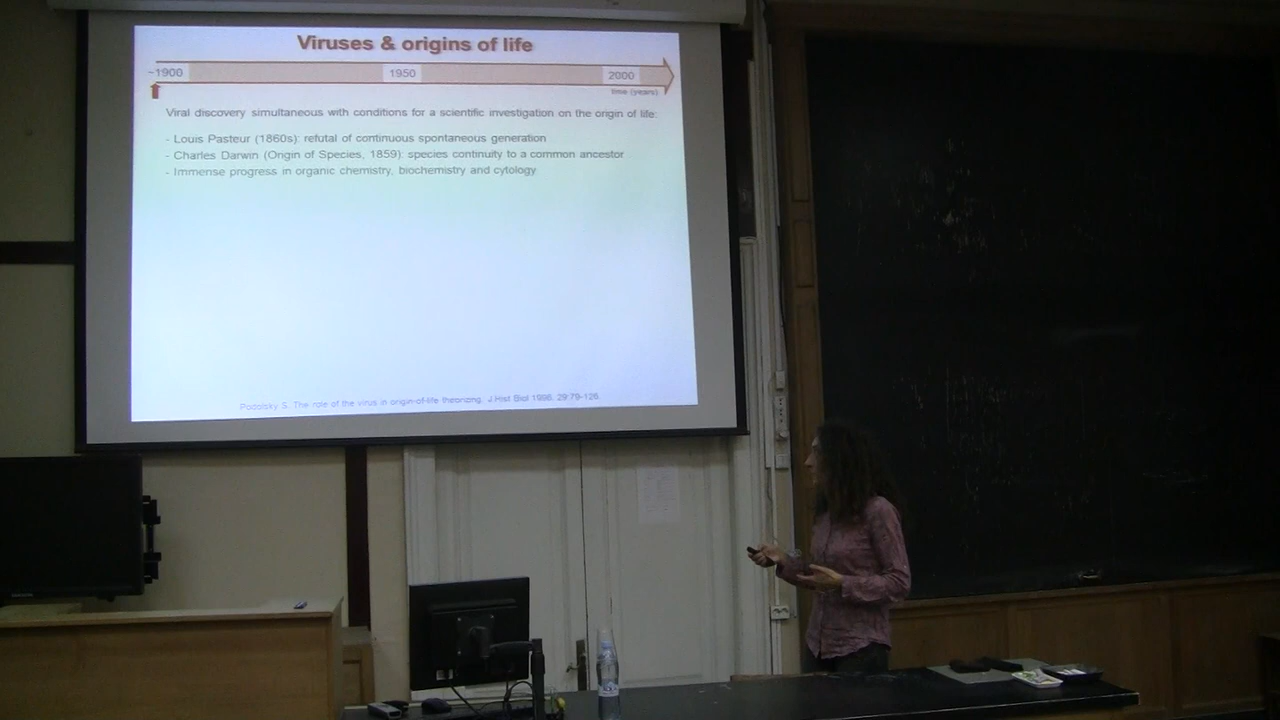 Viruses & origins of life
~1900 1950 2000
time (years)
Viral discovery simultaneous with conditions for a scientific investigation on the origin of life:
- Louis Pasteur (1860s): refutal of continuous spontaneous generation
- Charles Darwin (Origin of Species, 1859): species continuity to a common ancestor
- Immense progress in organic chemistry, biochemistry and cytology
Podolsky S. The role of the virus in origin-of-life theorizing. J Hist Biol 1996. 29:79-126.